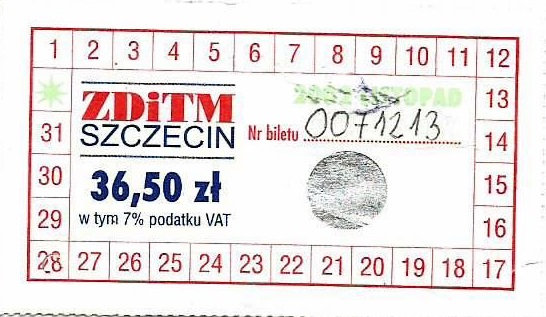 1 2 3 4 5 6 7 8 9 10 11 12
2002 LISTOPAD
13
ZDiTM
31 SZCZECIN Nr biletu 0071213 14
30 36,50 zł 15
29 w tym 7% podatku VAT 16
28 27 26 25 24 23 22 21 20 19 18 17